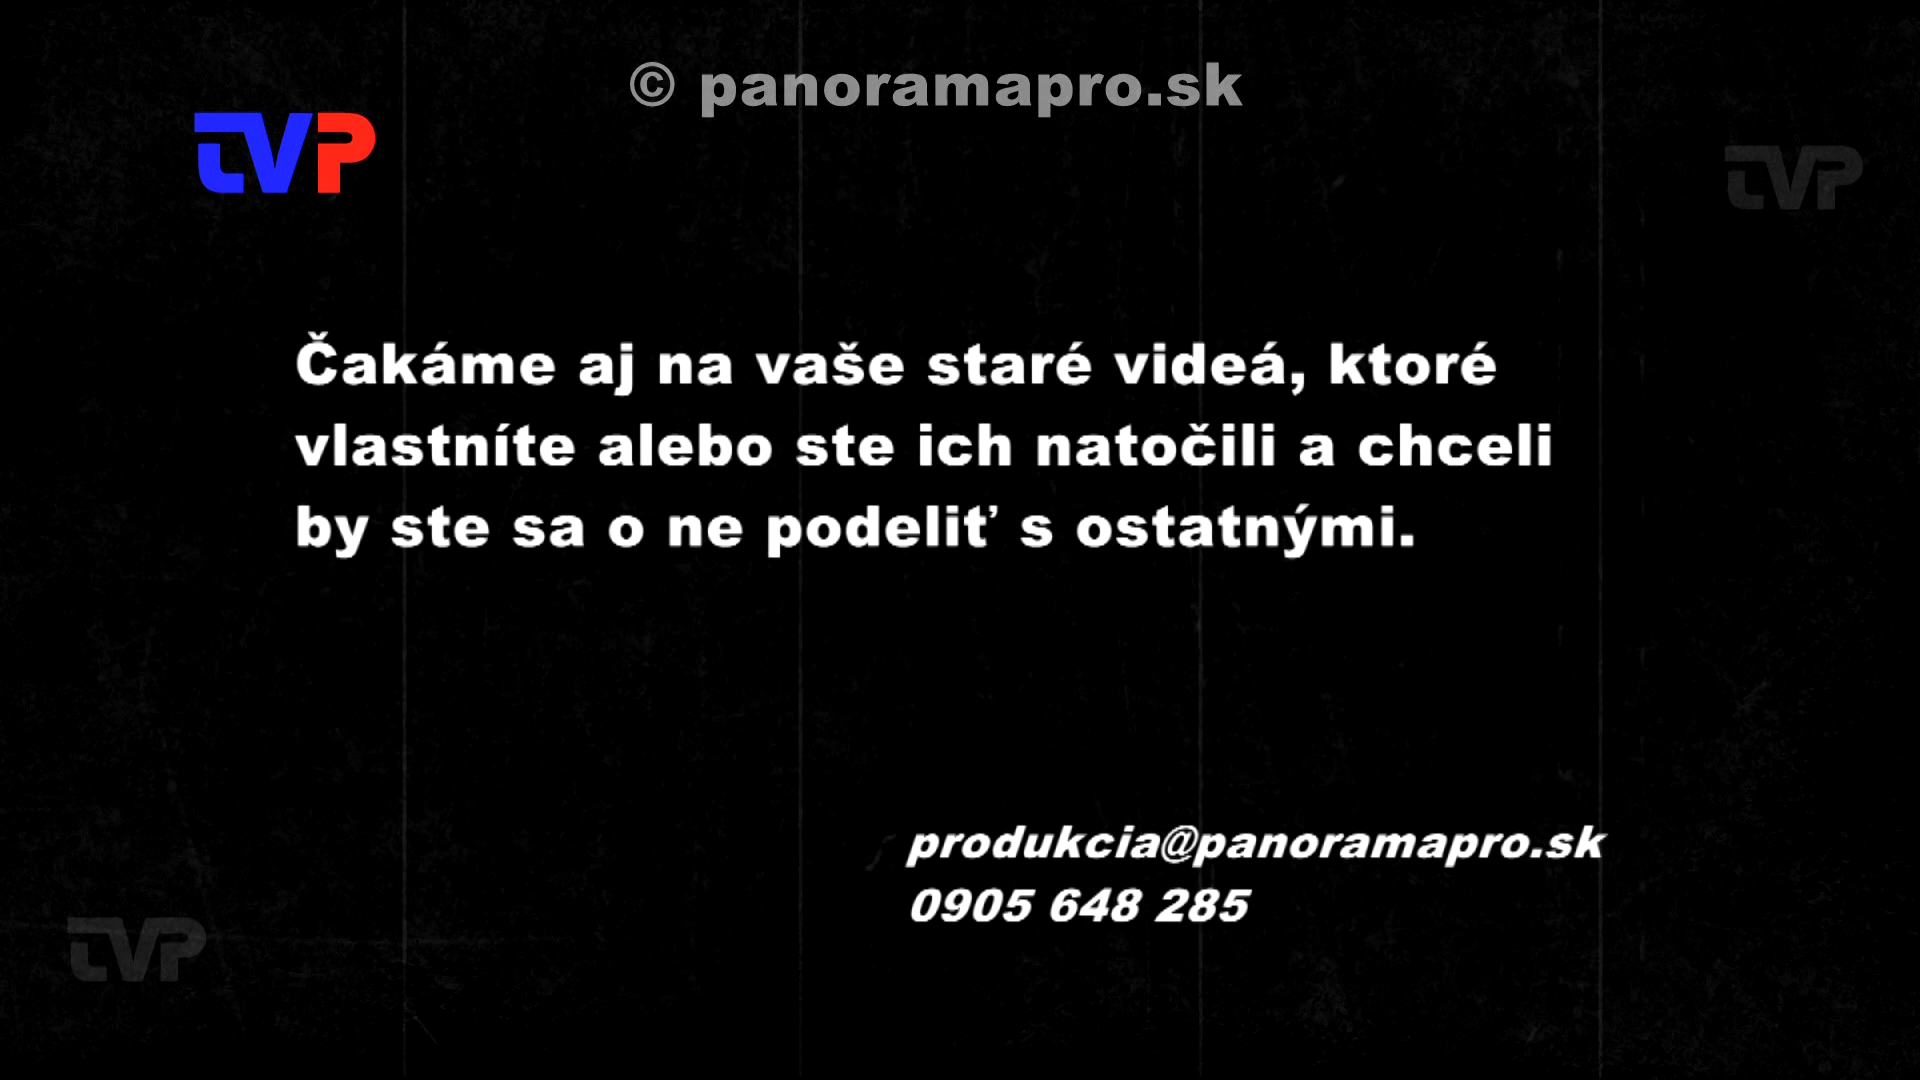 © panoramapro.sk
TVP
TVP
Čakáme aj na vaše staré videá, ktoré
vlastníte alebo ste ich natočili a chceli
by ste sa o ne podeliť s ostatnými.
produkcia@panoramapro.sk
0905 648 285
TVP